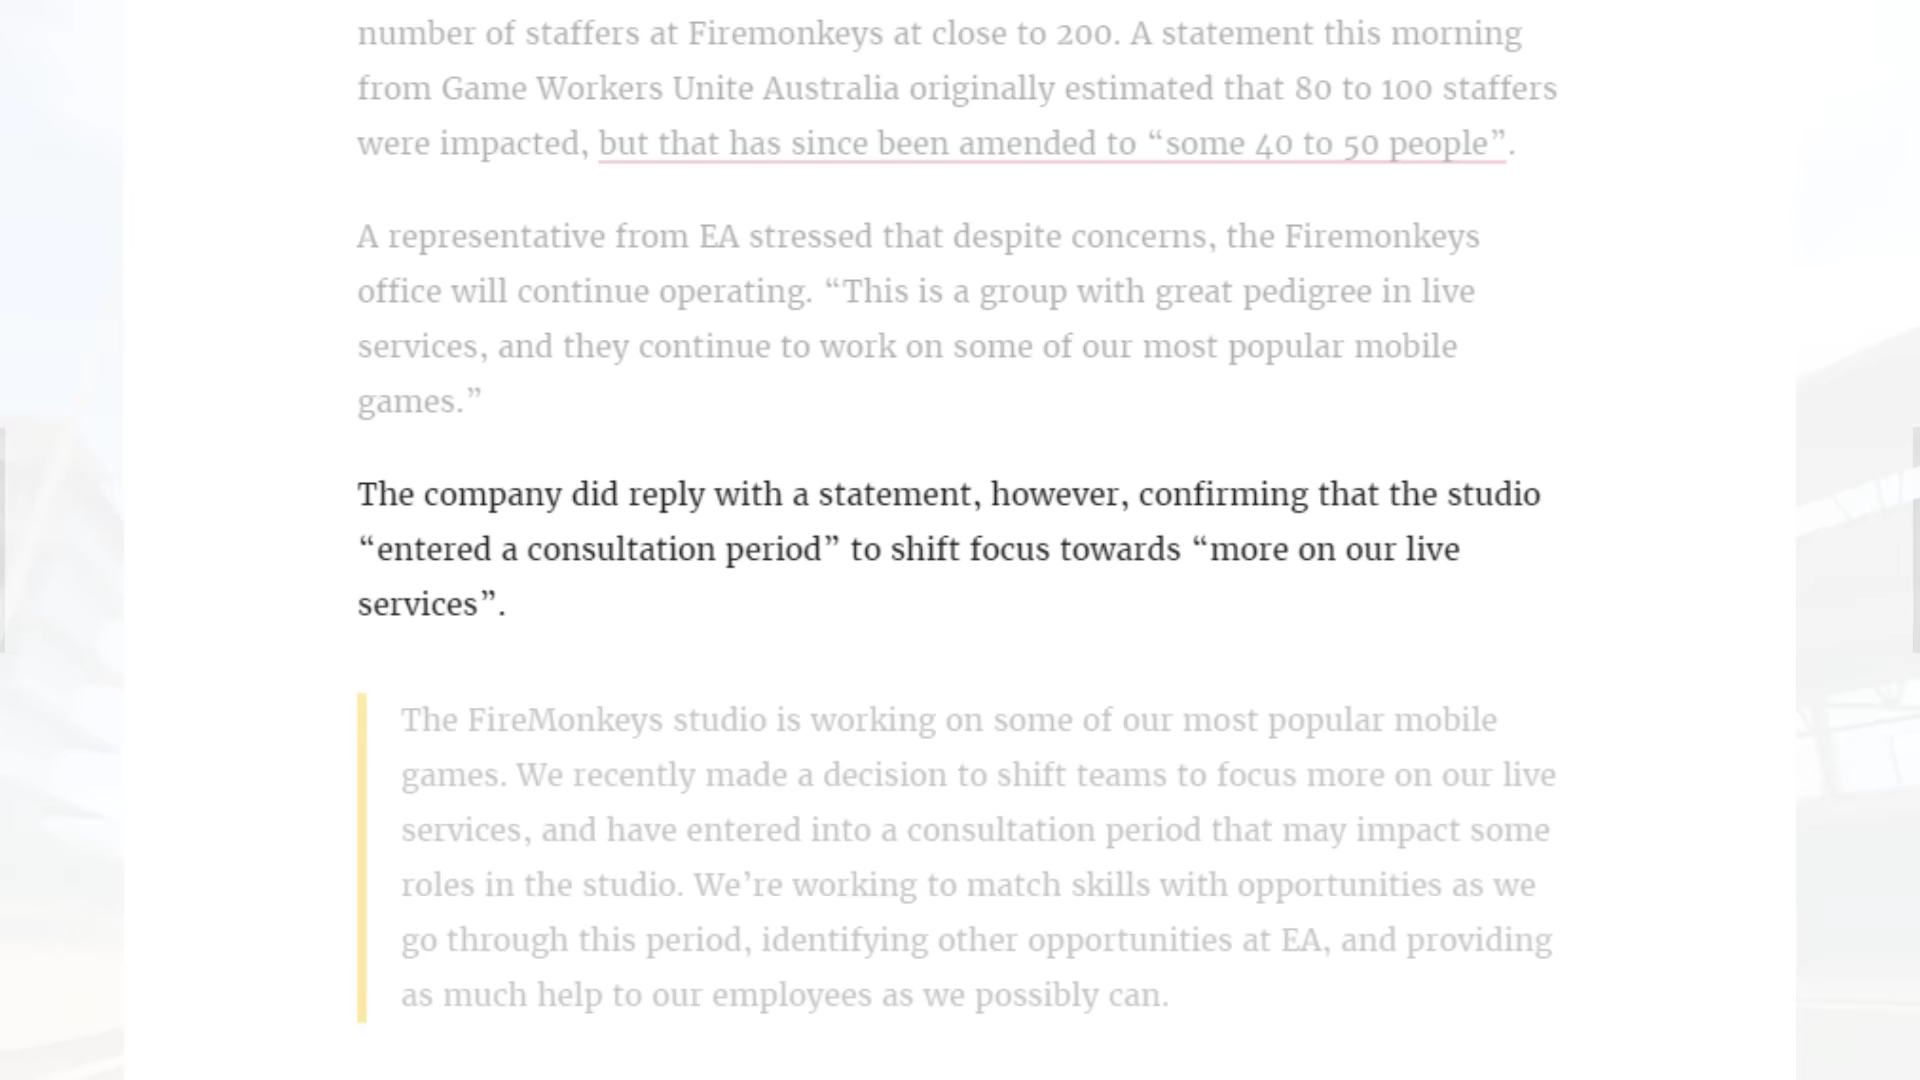 number of staffers at Firemonkeys at close to 200. A statement this morning
from Game Workers Unite Australia originally estimated that 80 to 100 staffers
were impacted, but that has since been amended to “some 40 to 50 people”.
A representative from EA stressed that despite concerns, the Firemonkeys
office will continue operating. “This is a group with great pedigree in live
services, and they continue to work on some of our most popular mobile
games.”
The company did reply with a statement, however, confirming that the studio
“entered a consultation period” to shift focus towards “more on our live
services”.
The FireMonkeys studio is working on some of our most popular mobile
games. We recently made a decision to shift teams to focus more on our live
services, and have entered into a consultation period that may impact some
roles in the studio. We’re working to match skills with opportunities as we
go through this period, identifying other opportunities at EA, and providing
as much help to our employees as we possibly can.